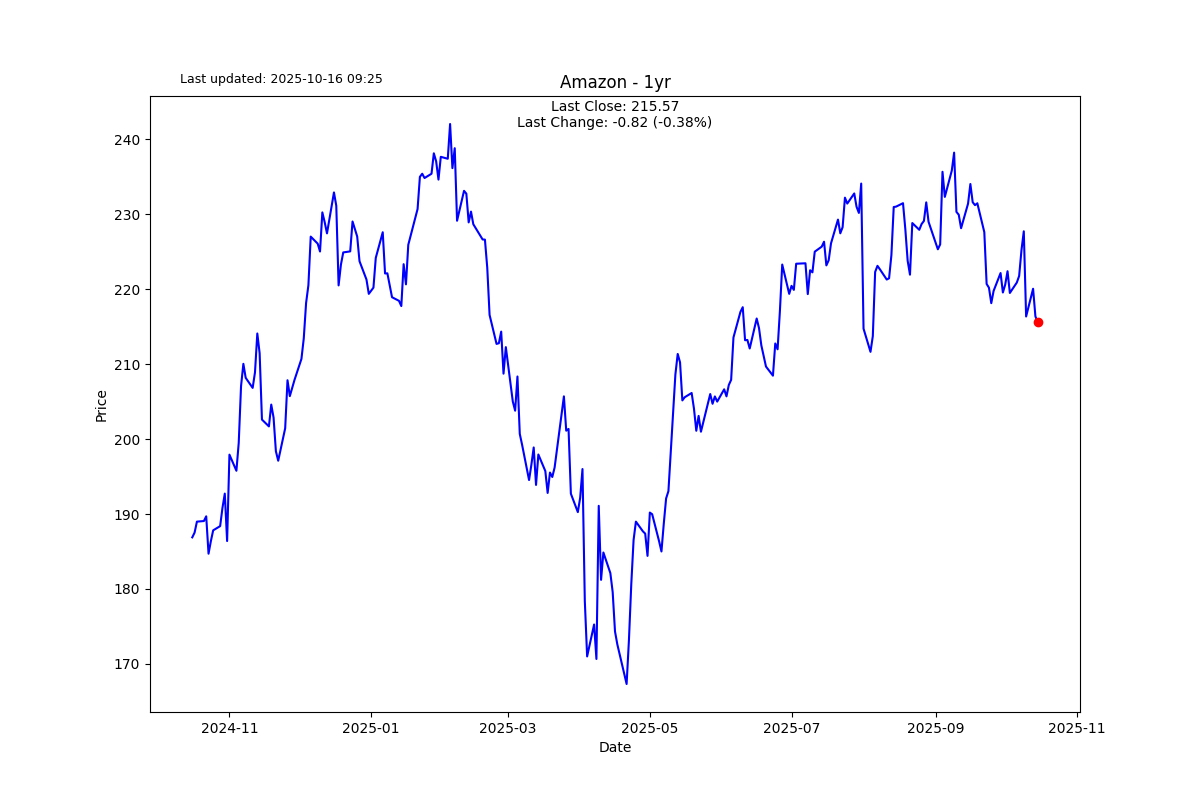 Last updated: 2025-10-16 09:25
Amazon - 1yr
Last Close: 215.57
Last Change: -0.82 (-0.38%)
240
230
220
210
200
190
180
170
Price
2024-11
2025-01
2025-03
2025-05
2025-07
2025-09
2025-11
Date